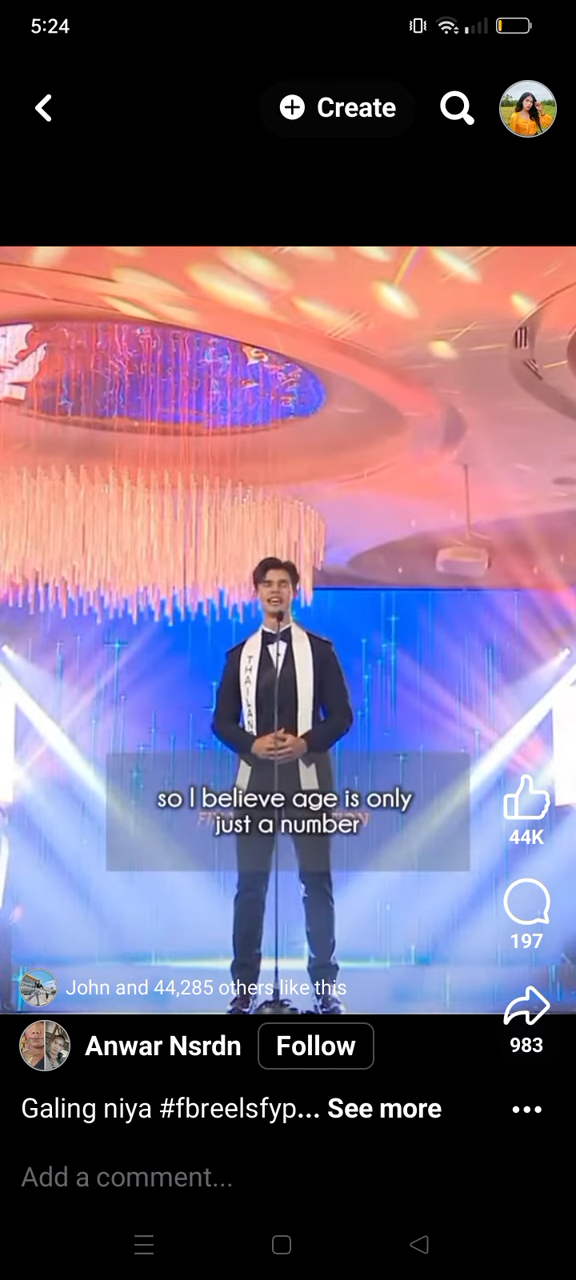 5:24
Create
THAILAN
so I believe age is only
just a number
44K
197
John and 44,285 others like this
983
Anwar Nsrdn
Follow
Galing niya #fbreelsfyp... See more
Add a comment...